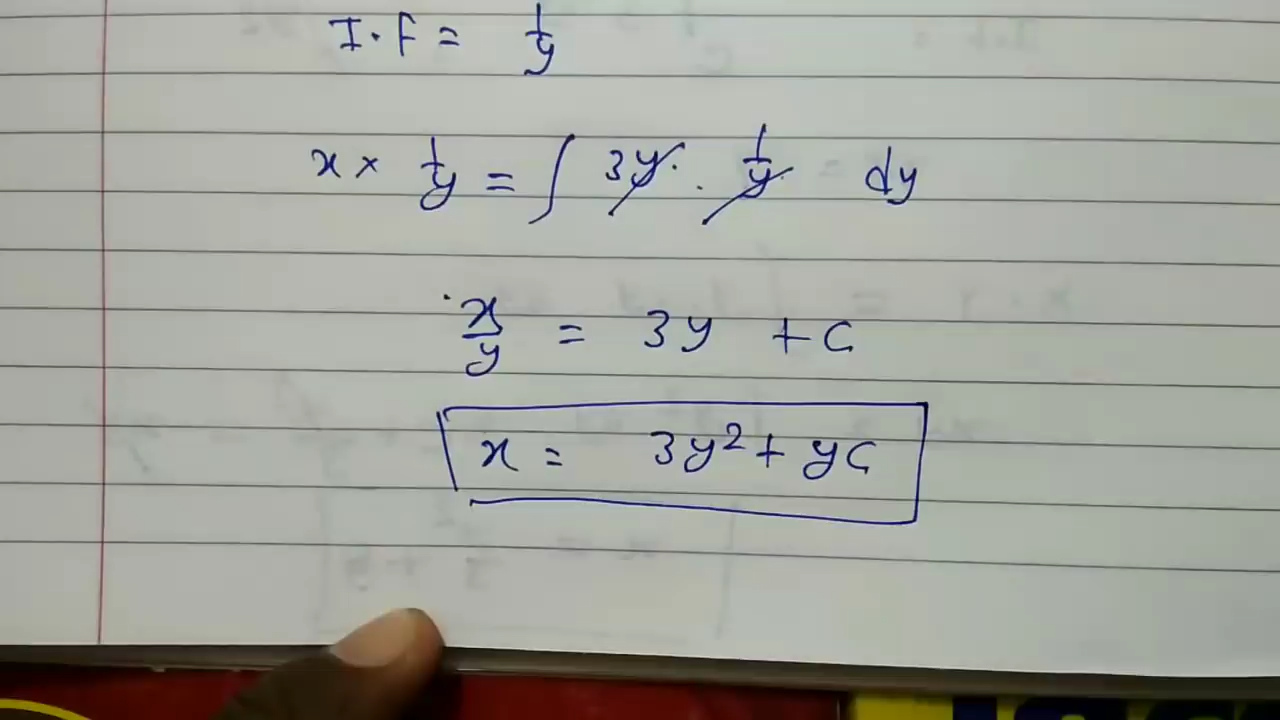 I.F = 1/y
x × 1/y = ∫ 3y . 1/y dy
x/y = 3y + C
x = 3y² + yC